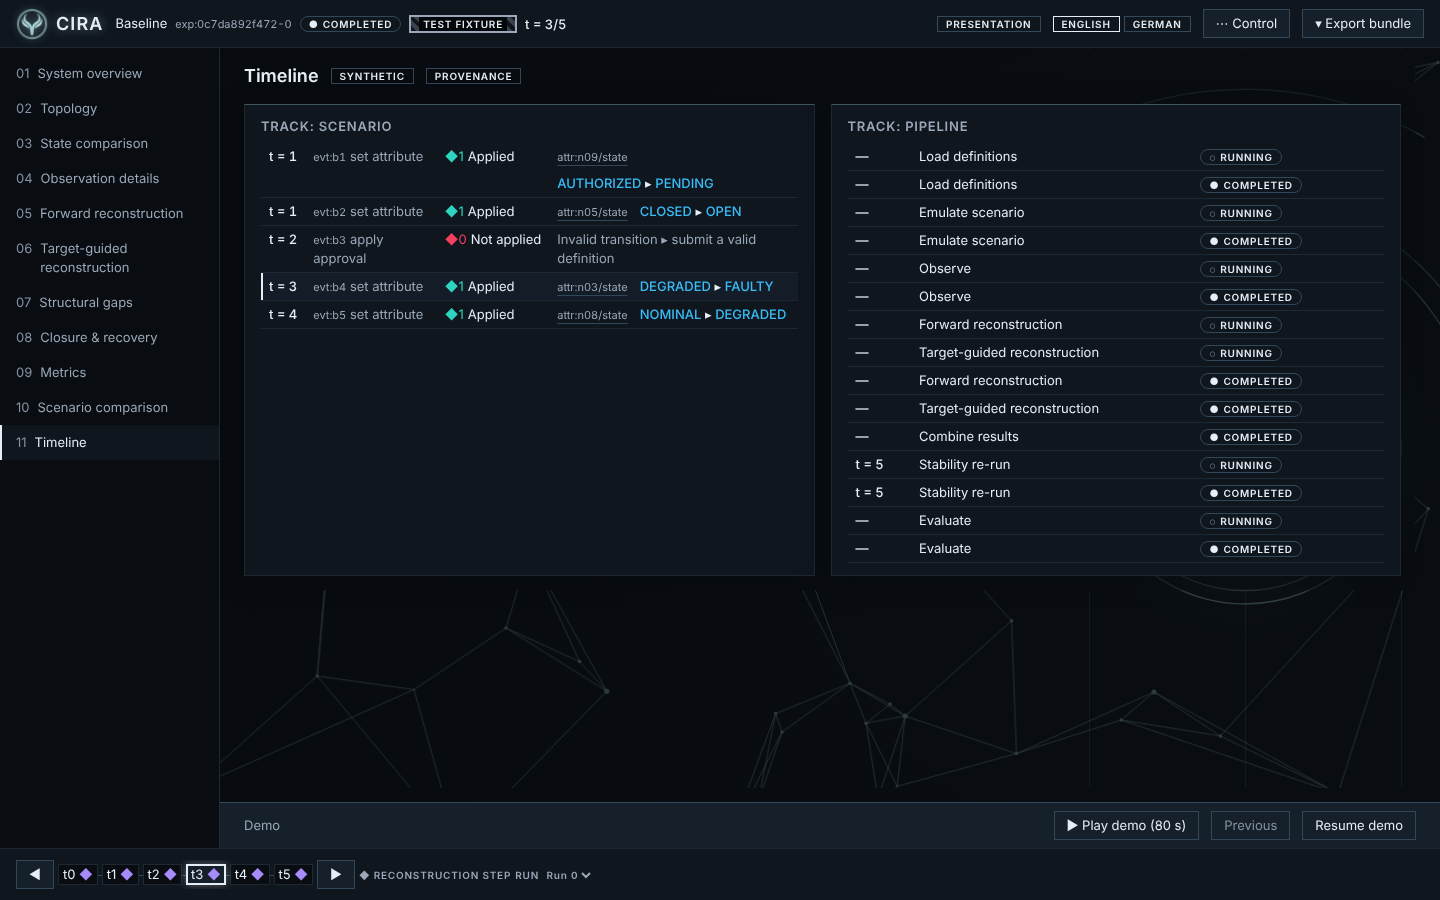 CIRA Baseline exp:0c7da892f472-0 COMPLETED TEST FIXTURE t = 3/5 PRESENTATION ENGLISH GERMAN ··· Control ▾ Export bundle
01 System overview
02 Topology
03 State comparison
04 Observation details
05 Forward reconstruction
06 Target-guided
reconstruction
07 Structural gaps
08 Closure & recovery
09 Metrics
10 Scenario comparison
11 Timeline
Timeline SYNTHETIC PROVENANCE
TRACK: SCENARIO
t = 1 evt:b1 set attribute ◆1 Applied attr:n09/state
AUTHORIZED ▸ PENDING
t = 1 evt:b2 set attribute ◆1 Applied attr:n05/state CLOSED ▸ OPEN
t = 2 evt:b3 apply ◆0 Not applied Invalid transition ▸ submit a valid
approval definition
t = 3 evt:b4 set attribute ◆1 Applied attr:n03/state DEGRADED ▸ FAULTY
t = 4 evt:b5 set attribute ◆1 Applied attr:n08/state NOMINAL ▸ DEGRADED
TRACK: PIPELINE
— Load definitions ○ RUNNING
— Load definitions ● COMPLETED
— Emulate scenario ○ RUNNING
— Emulate scenario ● COMPLETED
— Observe ○ RUNNING
— Observe ● COMPLETED
— Forward reconstruction ○ RUNNING
— Target-guided reconstruction ○ RUNNING
— Forward reconstruction ● COMPLETED
— Target-guided reconstruction ● COMPLETED
— Combine results ● COMPLETED
t = 5 Stability re-run ○ RUNNING
t = 5 Stability re-run ● COMPLETED
— Evaluate ○ RUNNING
— Evaluate ● COMPLETED
Demo ▶ Play demo (80 s) Previous Resume demo
◀ t0 ◆ t1 ◆ t2 ◆ t3 ◆ t4 ◆ t5 ◆ ▶ ◆ RECONSTRUCTION STEP RUN Run 0